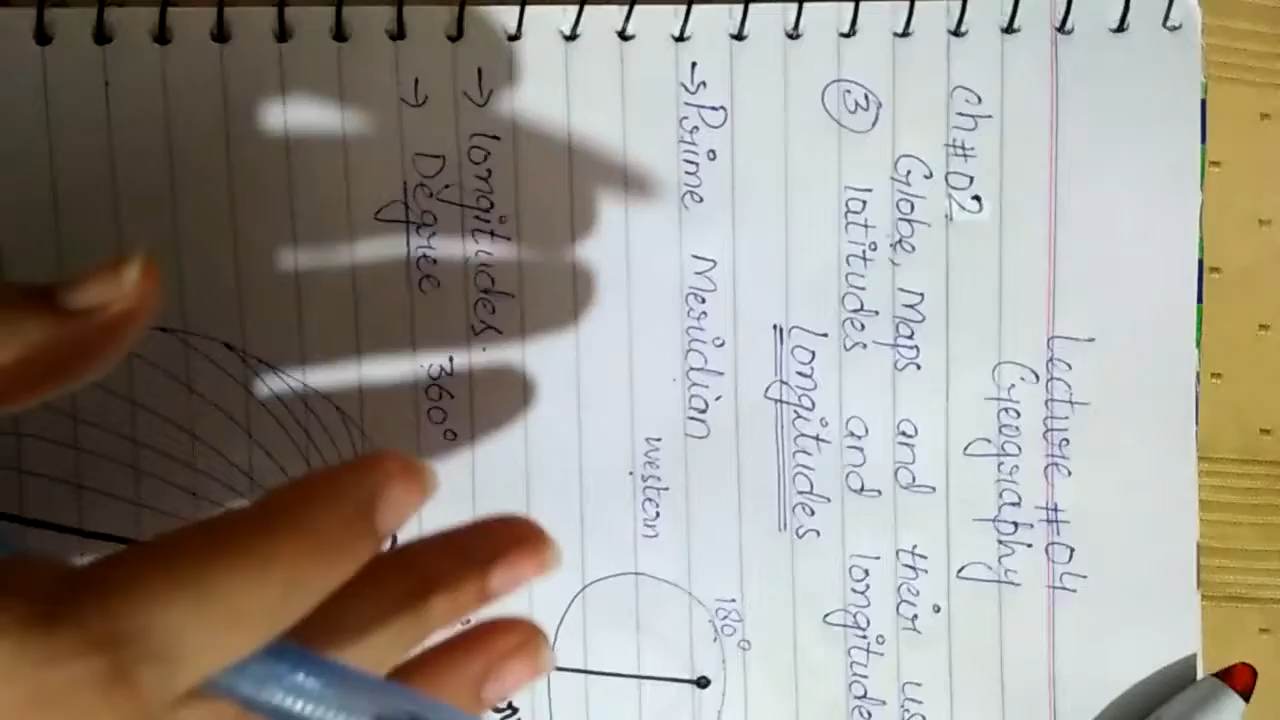 Lecture #04
Geography
Ch#02
Globe, Maps and their us
③ latitudes and longitude
longitudes
→ Prime Meridian
western
180°
→ longitudes.
→ Degree 360°